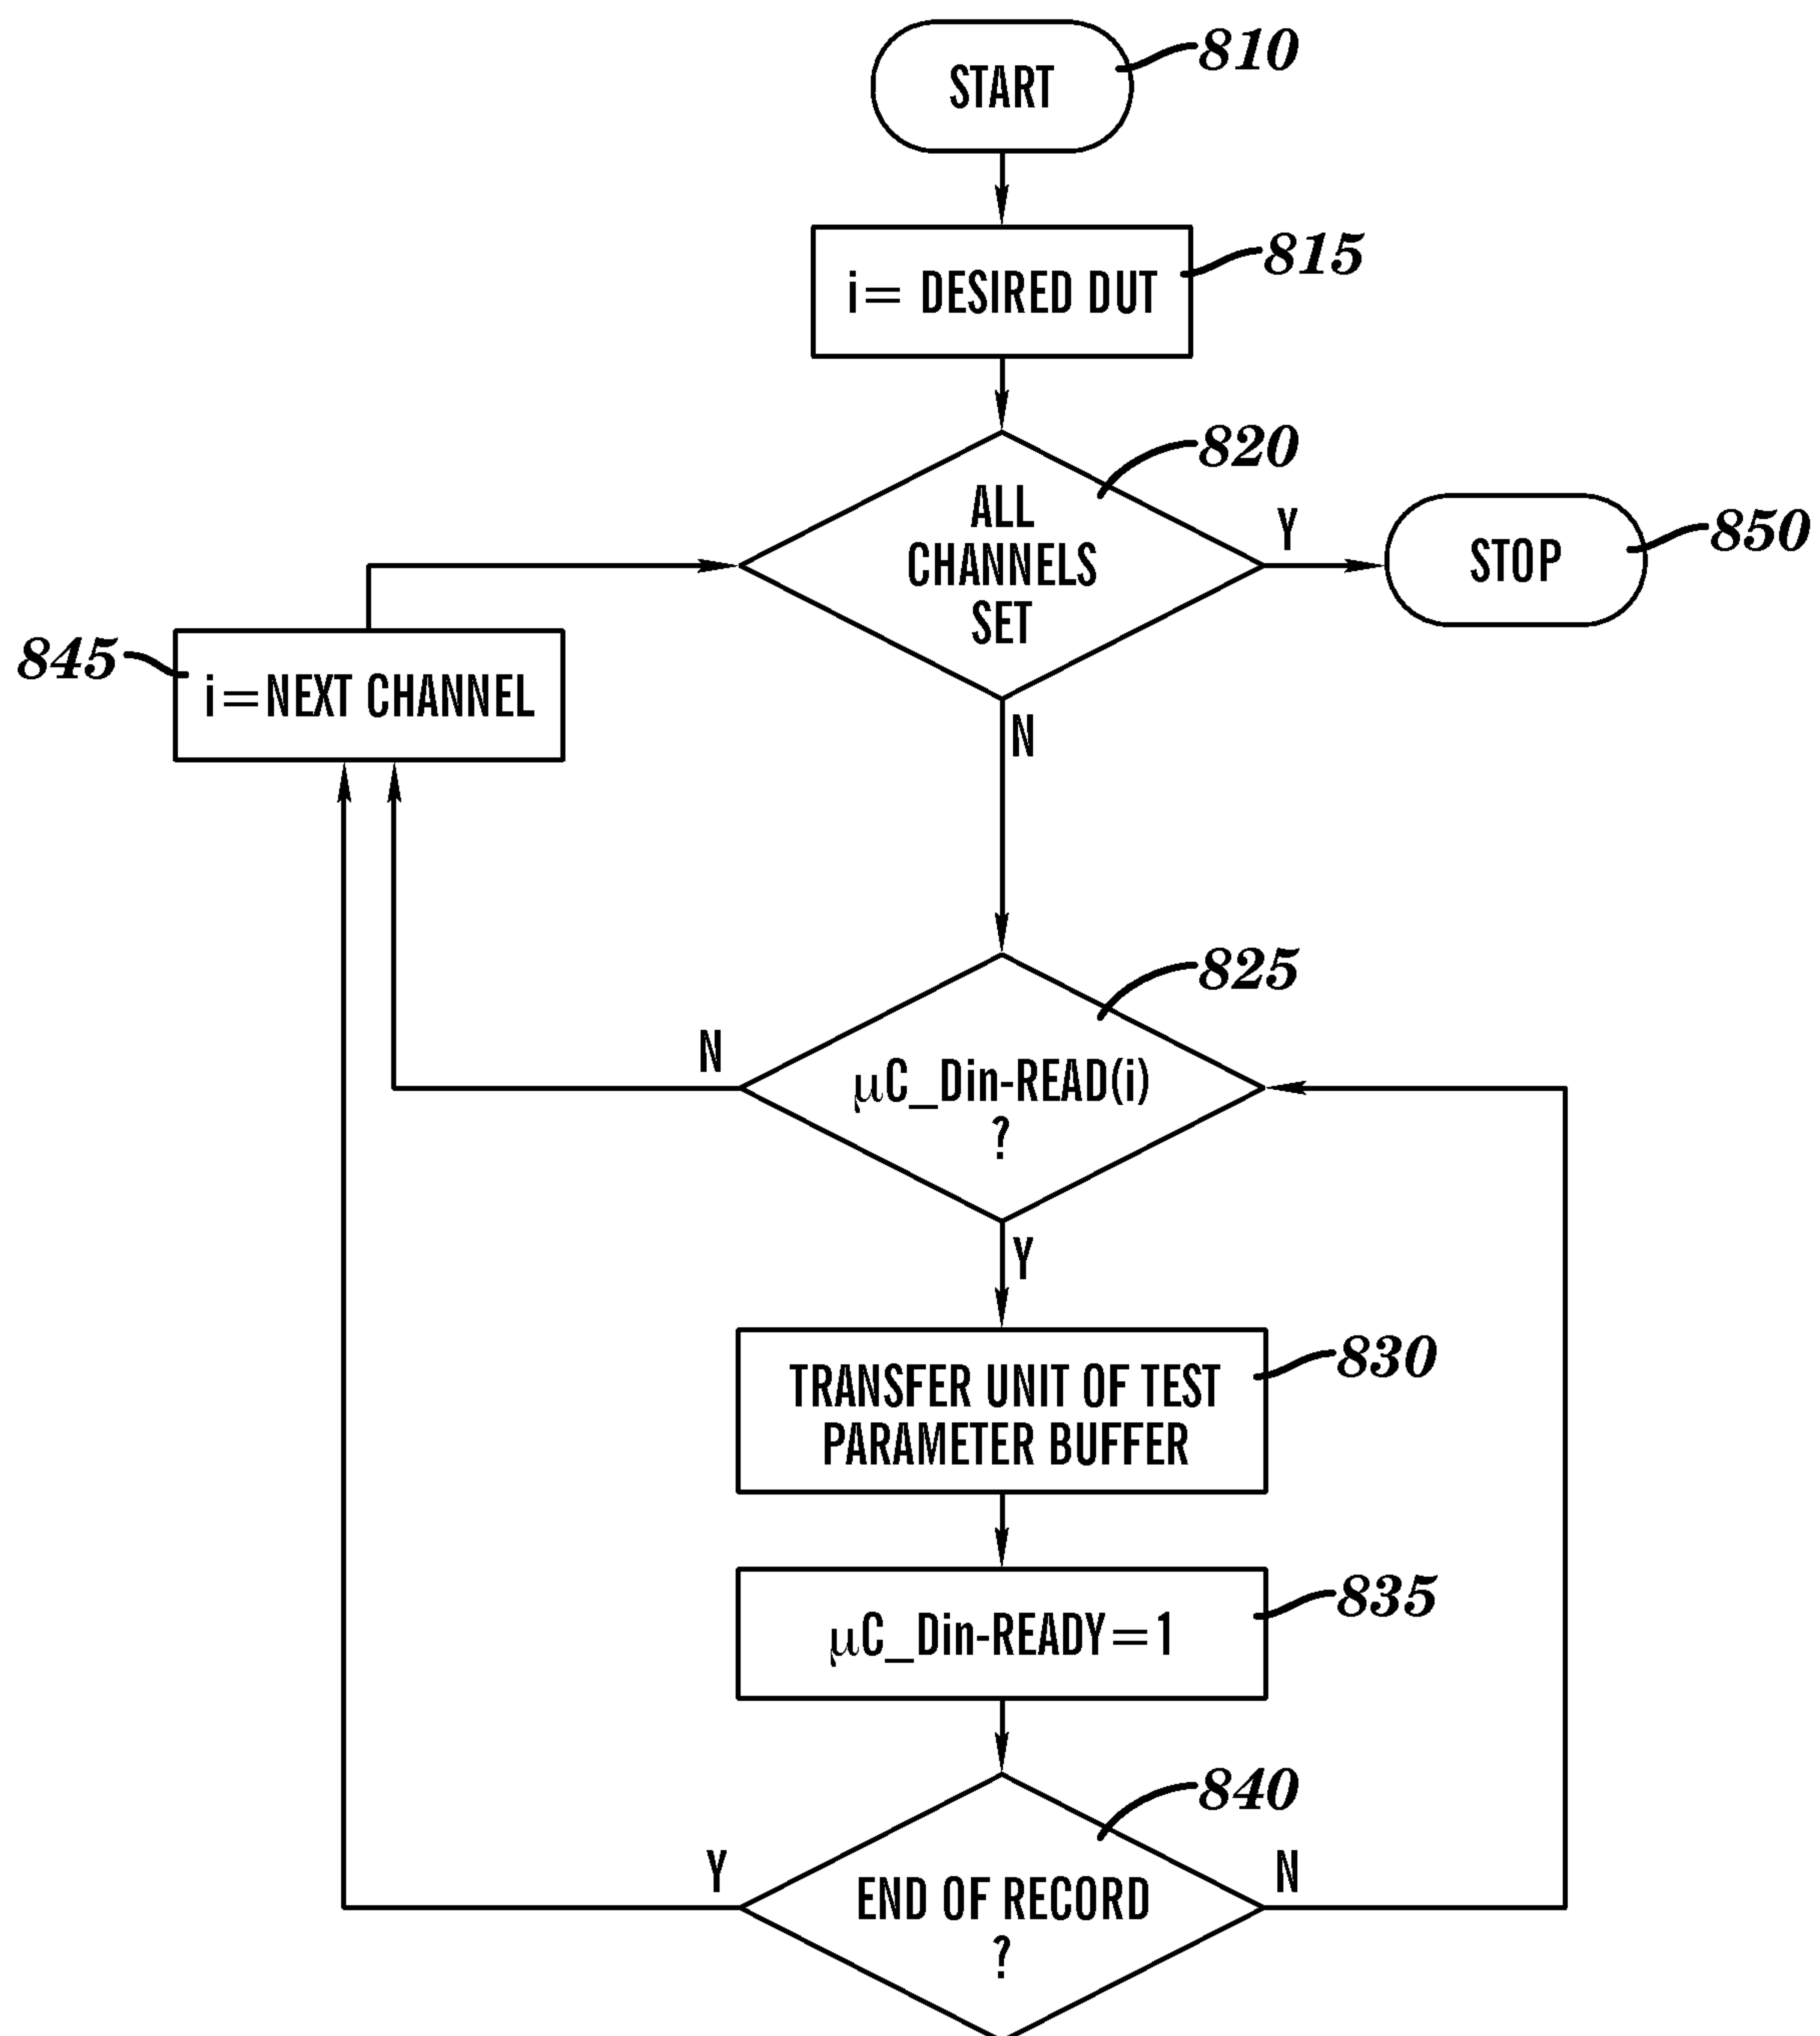 810
START
815
i= DESIRED DUT
820
ALL
CHANNELS
SET
Y
850
STOP
845
i=NEXT CHANNEL
N
825
N
μC_Din-READ(i)
?
Y
830
TRANSFER UNIT OF TEST
PARAMETER BUFFER
835
μC_Din-READY=1
840
Y
N
END OF RECORD
?